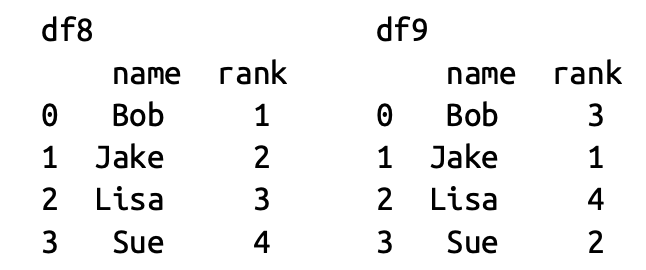 df8 df9
name rank name rank
0 Bob 1 0 Bob 3
1 Jake 2 1 Jake 1
2 Lisa 3 2 Lisa 4
3 Sue 4 3 Sue 2